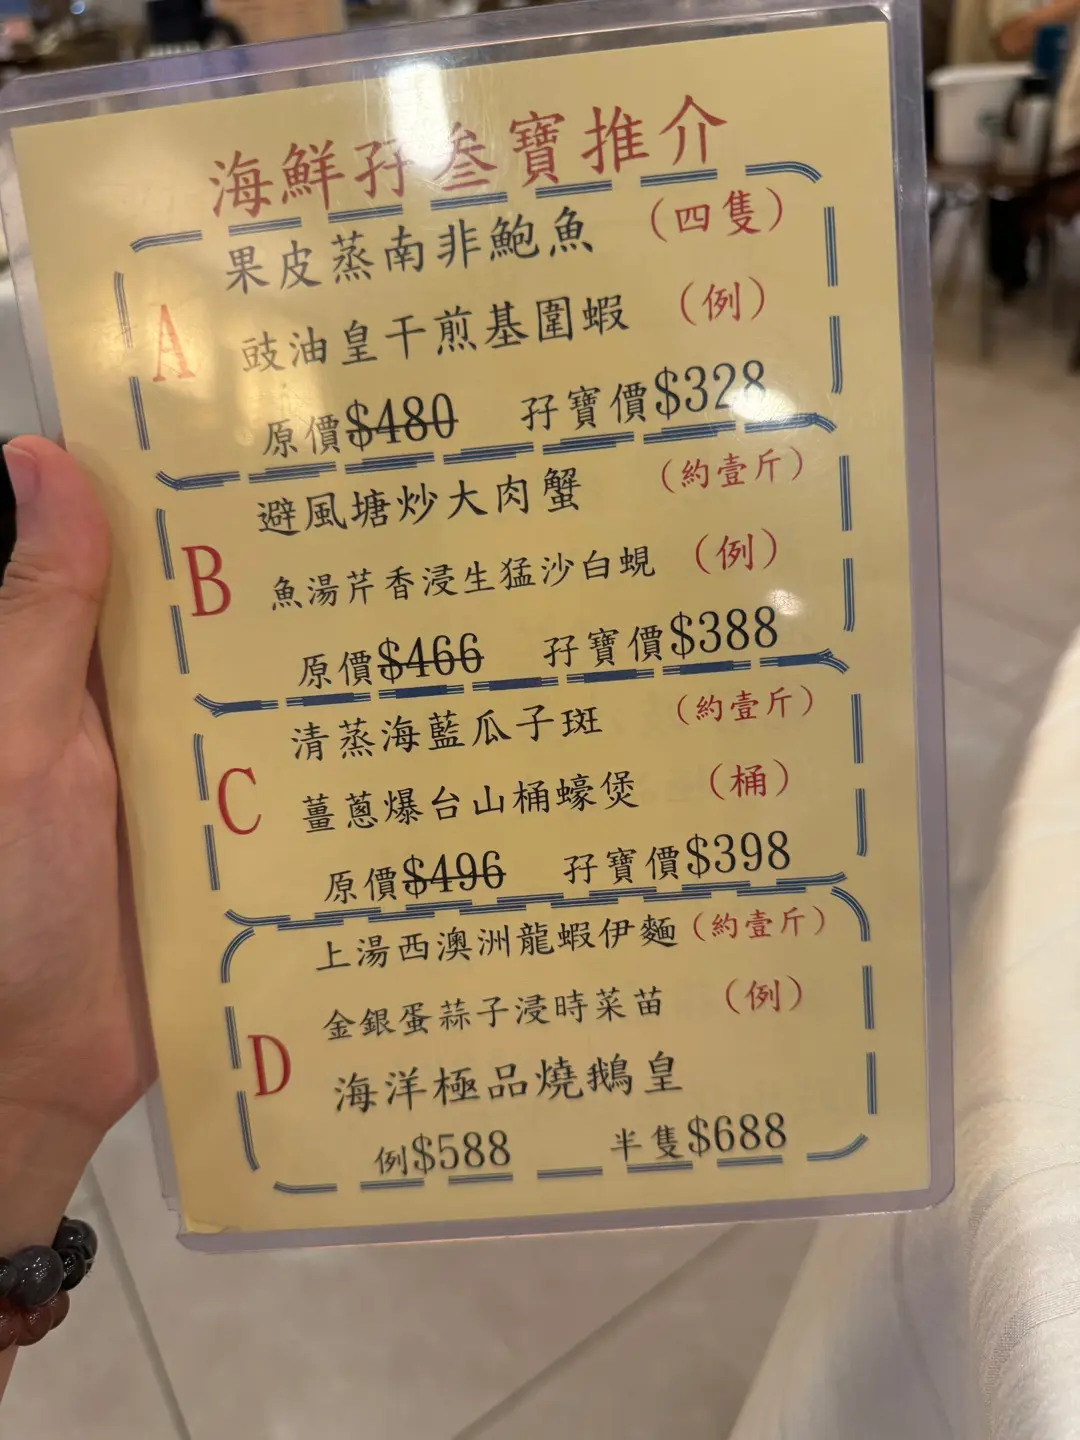 海鮮孖叁寶推介
A
果皮蒸南非鮑魚 (四隻)
豉油皇干煎基圍蝦 (例)
原價$480 孖寶價$328
B
避風塘炒大肉蟹 (約壹斤)
魚湯芹香浸生猛沙白蜆 (例)
原價$466 孖寶價$388
C
清蒸海藍瓜子斑 (約壹斤)
薑蔥爆台山桶蠔煲 (桶)
原價$496 孖寶價$398
D
上湯西澳洲龍蝦伊麵 (約壹斤)
金銀蛋蒜子浸時菜苗 (例)
海洋極品燒鵝皇
例$588 半隻$688